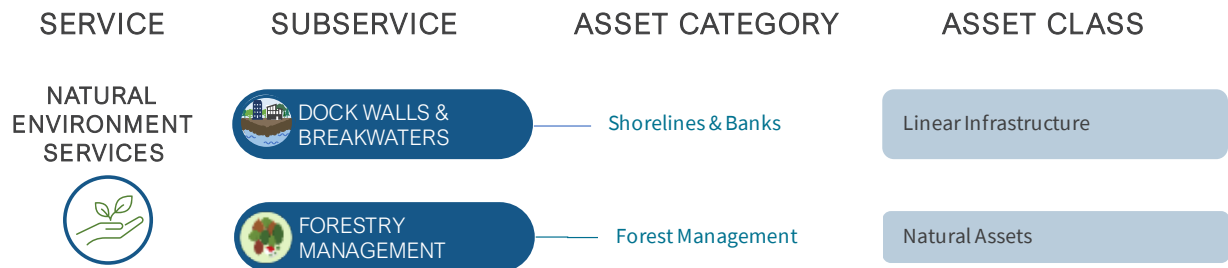 SERVICE SUBSERVICE ASSET CATEGORY ASSET CLASS
NATURAL
ENVIRONMENT
SERVICES
DOCK WALLS &
BREAKWATERS
Shorelines & Banks
Linear Infrastructure
FORESTRY
MANAGEMENT
Forest Management
Natural Assets